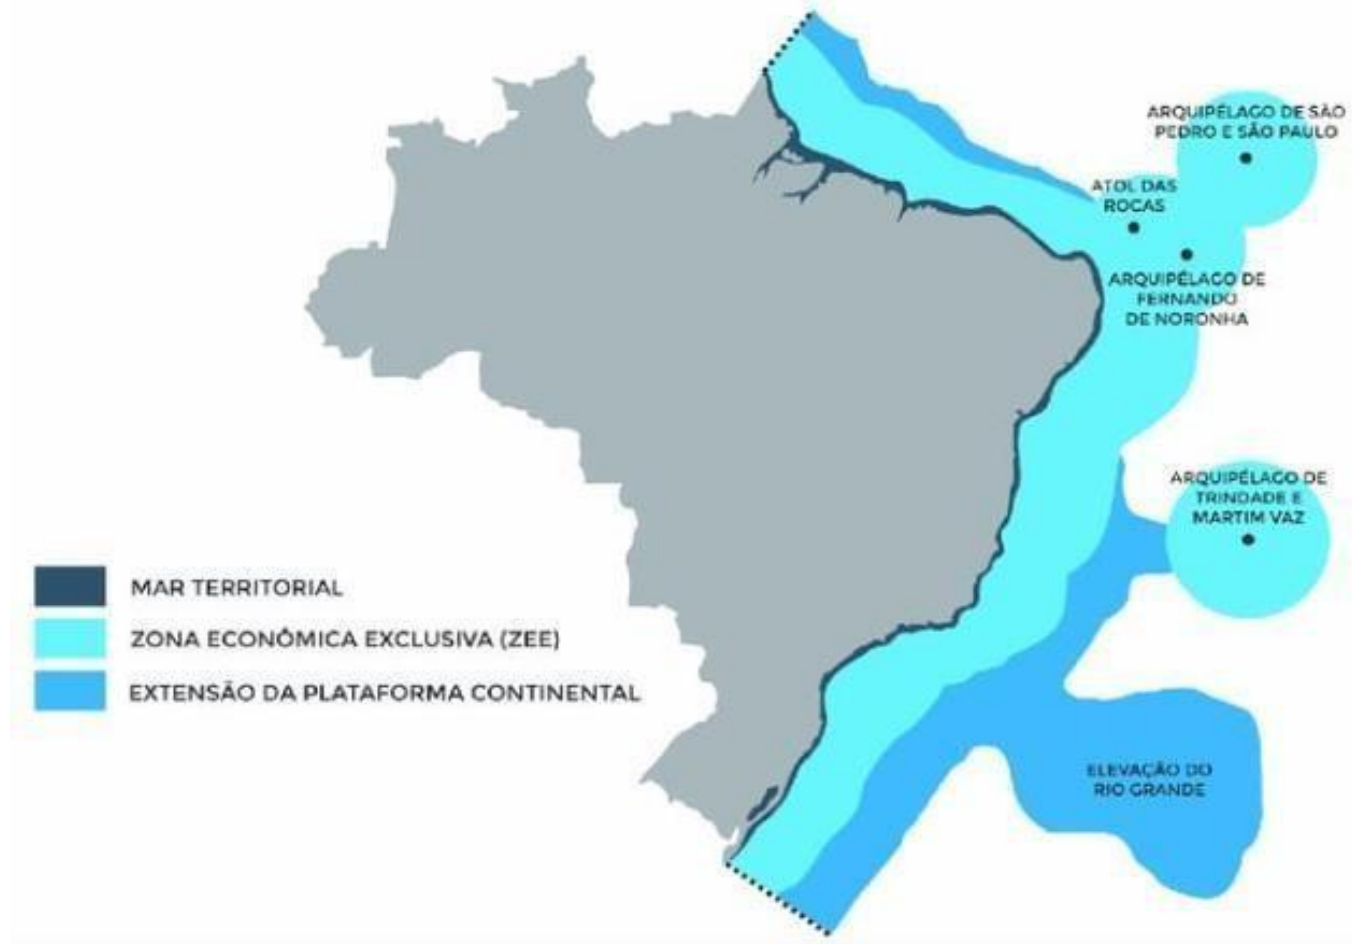 ARQUIPÉLAGO DE SÃO
PEDRO E SÃO PAULO
ATOL DAS
ROCAS
ARQUIPÉLAGO DE
FERNANDO
DE NORONHA
ARQUIPÉLAGO DE
TRINDADE E
MARTIM VAZ
MAR TERRITORIAL
ZONA ECONÔMICA EXCLUSIVA (ZEE)
EXTENSÃO DA PLATAFORMA CONTINENTAL
ELEVAÇÃO DO
RIO GRANDE